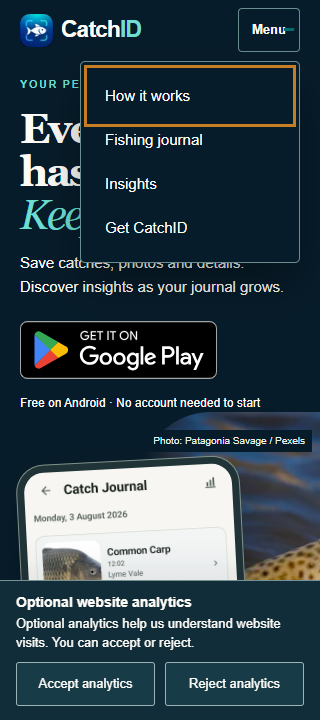 CatchID
Menu
YOUR PE
How it works
Fishing journal
Insights
Get CatchID
Eve
has
Kee
Save catches, photos and details.
Discover insights as your journal grows.
GET IT ON
Google Play
Free on Android · No account needed to start
Photo: Patagonia Savage / Pexels
Catch Journal
Monday, 3 August 2026
Common Carp
12:02
Lyme Vale
Optional website analytics
Optional analytics help us understand website
visits. You can accept or reject.
Accept analytics
Reject analytics